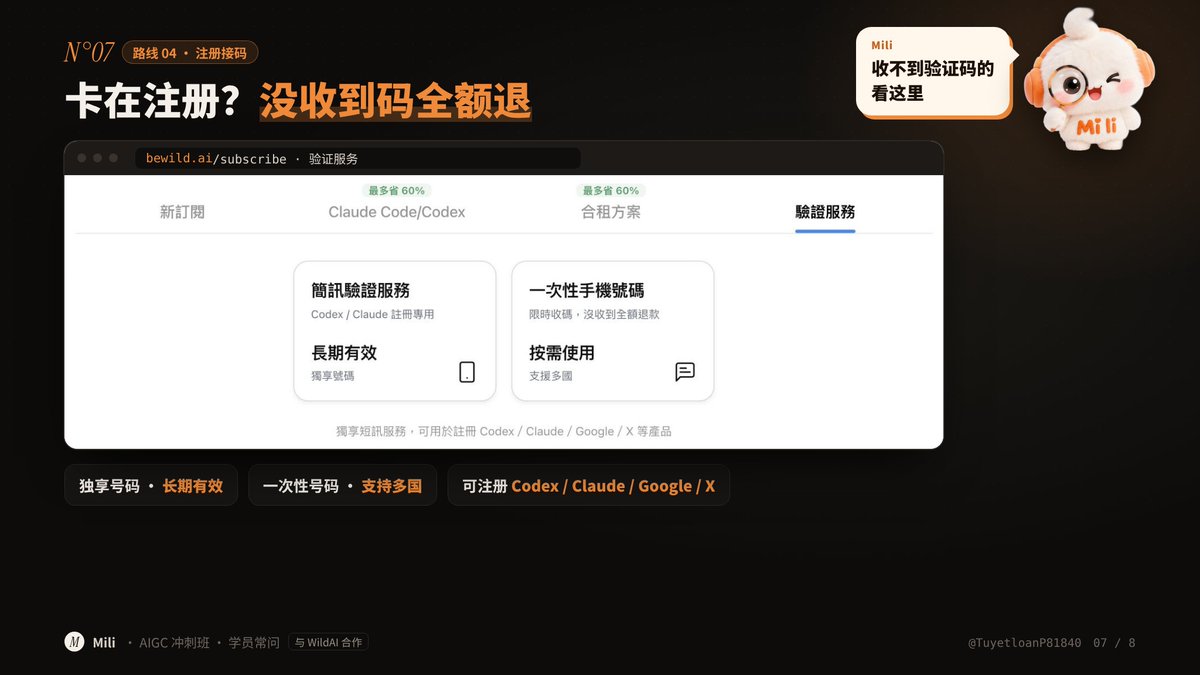 N°07 路线 04 · 注册接码
卡在注册？没收到码全额退
Mili
收不到验证码的
看这里
Mili
bewild.ai/subscribe · 验证服务
最多省 60%
最多省 60%
新訂閱 Claude Code/Codex 合租方案 驗證服務
簡訊驗證服務
Codex / Claude 註冊專用
長期有效
獨享號碼
一次性手機號碼
限時收碼，沒收到全額退款
按需使用
支援多國
獨享短訊服務，可用於註冊 Codex / Claude / Google / X 等產品
独享号码 · 长期有效
一次性号码 · 支持多国
可注册 Codex / Claude / Google / X
M Mili · AIGC 冲刺班 · 学员常问 与 WildAI 合作
@TuyetloanP81840 07 / 8